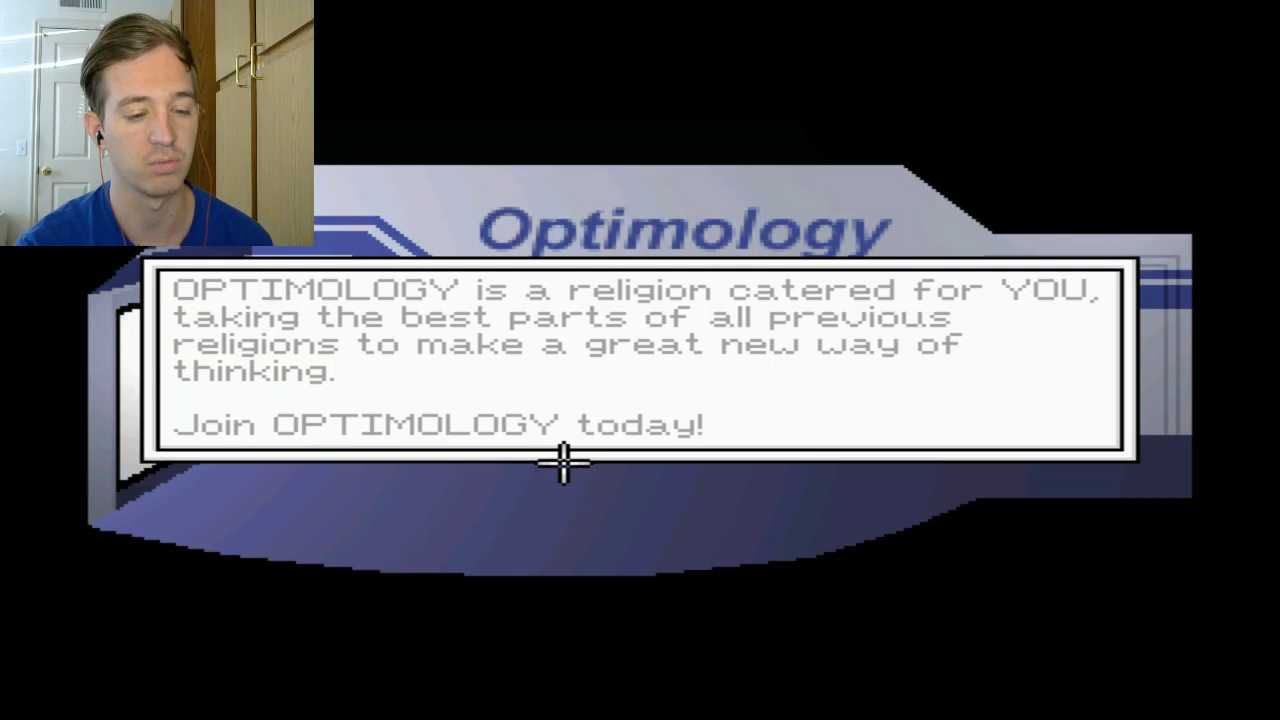 Optimology
OPTIMOLOGY is a religion catered for YOU,
taking the best parts of all previous
religions to make a great new way of
thinking.
Join OPTIMOLOGY today!